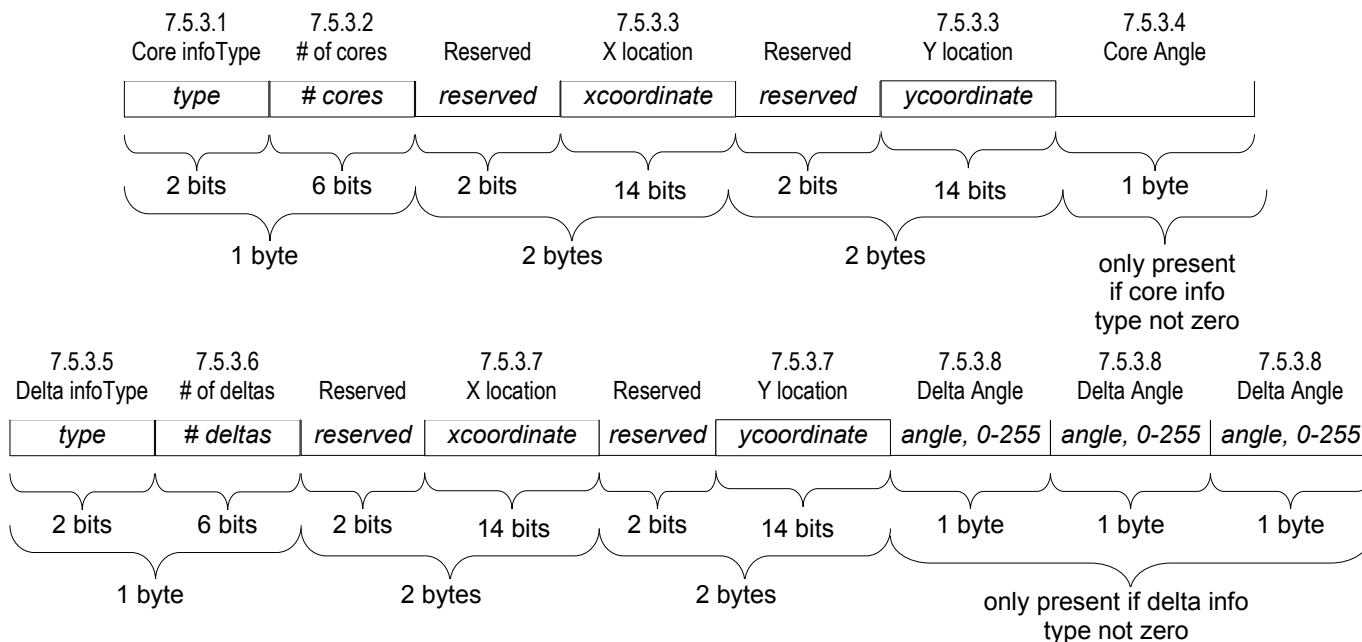 7.5.3.1 7.5.3.2 7.5.3.3 7.5.3.3 7.5.3.4
Core infoType # of cores Reserved X location Reserved Y location Core Angle
type # cores reserved xcoordinate reserved ycoordinate
2 bits 6 bits 2 bits 14 bits 2 bits 14 bits 1 byte
1 byte 2 bytes 2 bytes
only present
if core info
type not zero
7.5.3.5 7.5.3.6 7.5.3.7 7.5.3.7 7.5.3.8 7.5.3.8 7.5.3.8
Delta infoType # of deltas Reserved X location Reserved Y location Delta Angle Delta Angle Delta Angle
type # deltas reserved xcoordinate reserved ycoordinate angle, 0-255 angle, 0-255 angle, 0-255
2 bits 6 bits 2 bits 14 bits 2 bits 14 bits 1 byte 1 byte 1 byte
1 byte 2 bytes 2 bytes
only present if delta info
type not zero